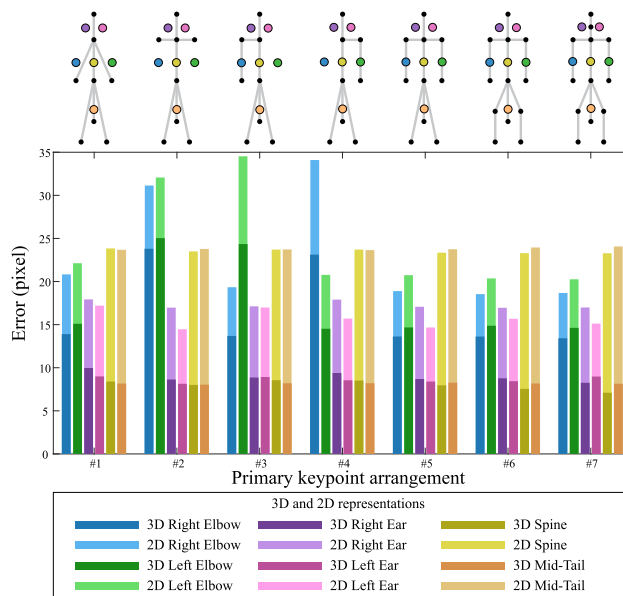 35
30
25
20
15
10
5
0
Error (pixel)
#1 #2 #3 #4 #5 #6 #7
Primary keypoint arrangement
3D and 2D representations
3D Right Elbow 3D Right Ear 3D Spine
2D Right Elbow 2D Right Ear 2D Spine
3D Left Elbow 3D Left Ear 3D Mid-Tail
2D Left Elbow 2D Left Ear 2D Mid-Tail